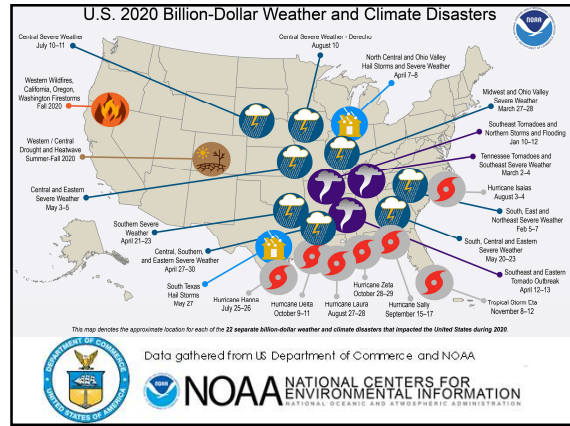 U.S. 2020 Billion-Dollar Weather and Climate Disasters
NOAA
Central Severe Weather
July 10–11
Central Severe Weather - Derecho
August 10
North Central and Ohio Valley
Hail Storms and Severe Weather
April 7–8
Western Wildfires,
California, Oregon,
Washington Firestorms
Fall 2020
Midwest and Ohio Valley
Severe Weather
March 27–28
Southeast Tornadoes and
Northern Storms and Flooding
Jan 10–12
Western / Central
Drought and Heatwave
Summer-Fall 2020
Tennessee Tornadoes and
Southeast Severe Weather
March 2–4
Central and Eastern
Severe Weather
May 3–5
Hurricane Isaias
August 3–4
South, East and
Northeast Severe Weather
Feb 5–7
Southern Severe
Weather
April 21–23
South, Central and Eastern
Severe Weather
May 20–23
Central, Southern,
and Eastern Severe Weather
April 27–30
Southeast and Eastern
Tornado Outbreak
April 12–13
South Texas
Hail Storms
May 27
Hurricane Hanna
July 25–26
Hurricane Delta
October 9–11
Hurricane Laura
August 27–28
Hurricane Zeta
October 28–29
Hurricane Sally
September 15–17
Tropical Storm Eta
November 8–12
This map denotes the approximate location for each of the 22 separate billion-dollar weather and climate disasters that impacted the United States during 2020.
DEPARTMENT OF COMMERCE
UNITED STATES OF AMERICA
Data gathered from US Department of Commerce and NOAA
NOAA
NATIONAL CENTERS FOR
ENVIRONMENTAL INFORMATION
NATIONAL OCEANIC AND ATMOSPHERIC ADMINISTRATION